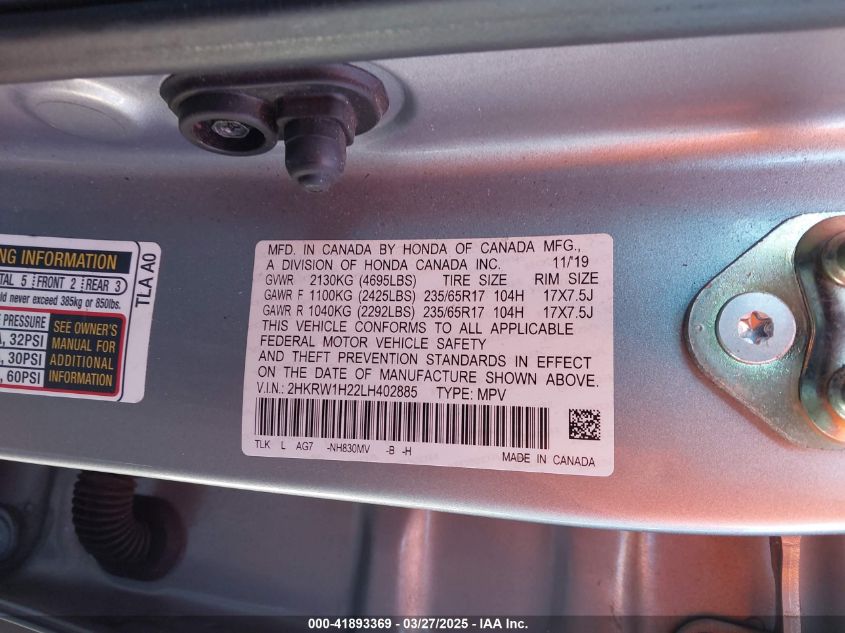 NG INFORMATION
TAL 5 FRONT 2 REAR 3
ould never exceed 385kg or 850lbs.
E PRESSURE
A, 32PSI
A, 30PSI
, 60PSI
SEE OWNER'S
MANUAL FOR
ADDITIONAL
INFORMATION
TLA A0
MFD. IN CANADA BY HONDA OF CANADA MFG.,
A DIVISION OF HONDA CANADA INC. 11/'19
GVWR 2130KG (4695LBS) TIRE SIZE RIM SIZE
GAWR F 1100KG (2425LBS) 235/65R17 104H 17X7.5J
GAWR R 1040KG (2292LBS) 235/65R17 104H 17X7.5J
THIS VEHICLE CONFORMS TO ALL APPLICABLE
FEDERAL MOTOR VEHICLE SAFETY
AND THEFT PREVENTION STANDARDS IN EFFECT
ON THE DATE OF MANUFACTURE SHOWN ABOVE.
V.I.N.: 2HKRW1H22LH402885 TYPE: MPV
TLK L AG7 -NH830MV -B -H
MADE IN CANADA
000-41893369 - 03/27/2025 - IAA Inc.